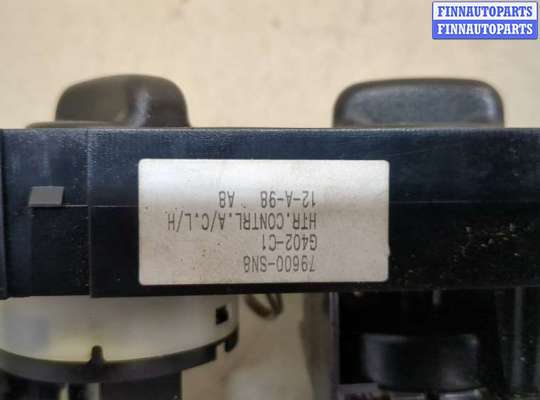 FINNAUTOPARTS
FINNAUTOPARTS
79600-SN8
G402-C1
HTR.CONTRL.A/C.L/H
12-A-98 A8